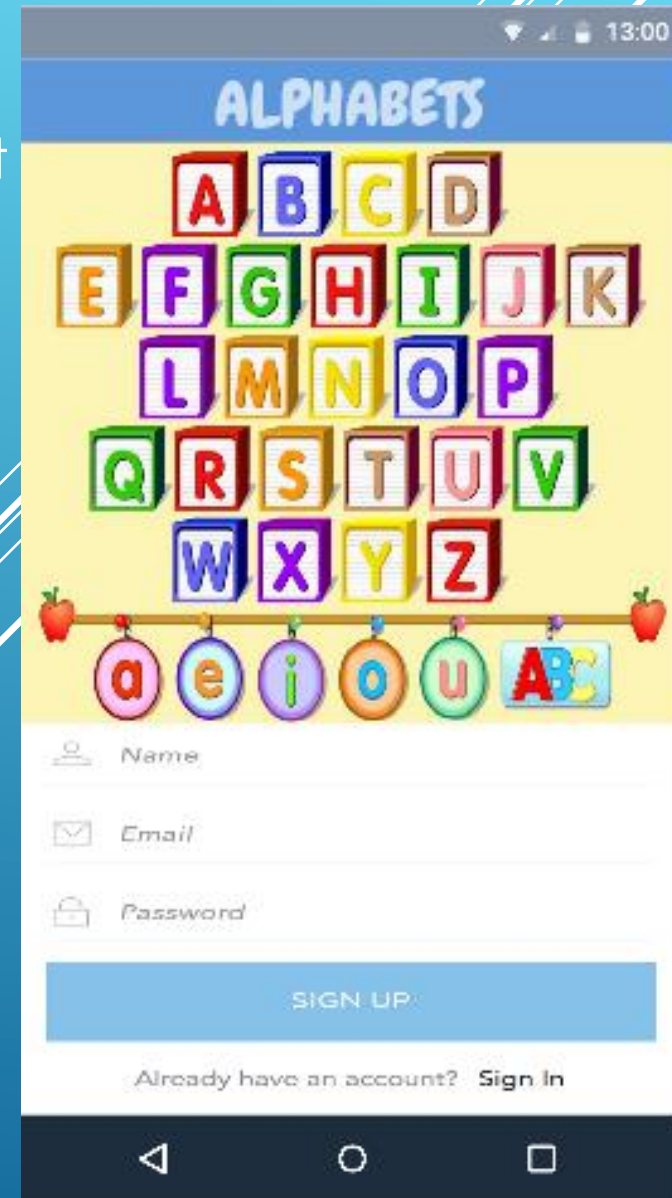 13:00
ALPHABETS
A B C D
E F G H I J K
L M N O P
Q R S T U V
W X Y Z
a e i o u ABC
Name
Email
Password
SIGN UP
Already have an account? Sign In